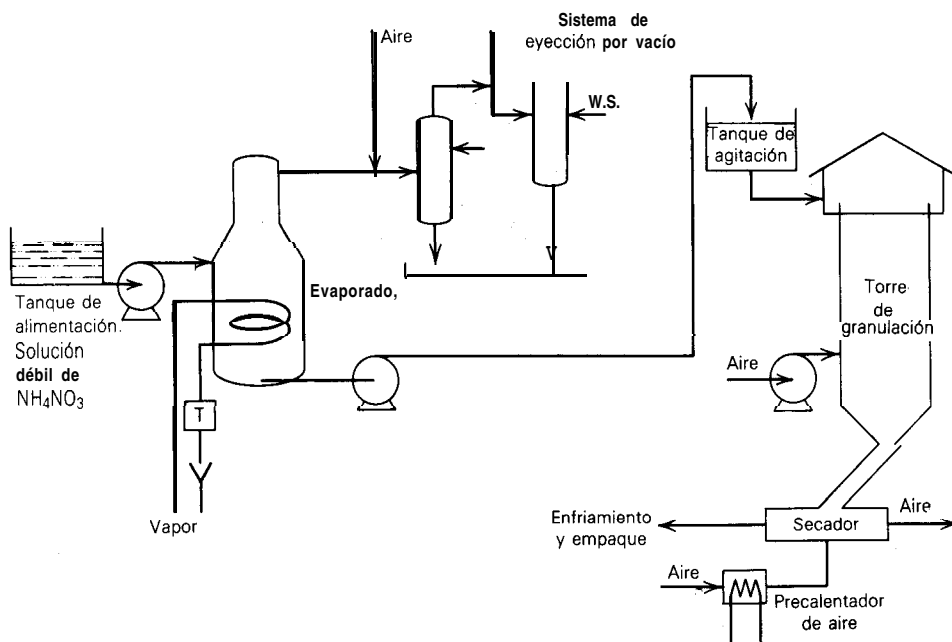 Sistema de
eyección por vacío
Aire
W.S.
Tanque de
agitación
Evaporado,
Tanque de
alimentación.
Solución
débil de
NH₄NO₃
T
Vapor
Torre
de
granulación
Aire
Enfriamiento
y empaque
Secador
Aire
Aire
Precalentador
de aire